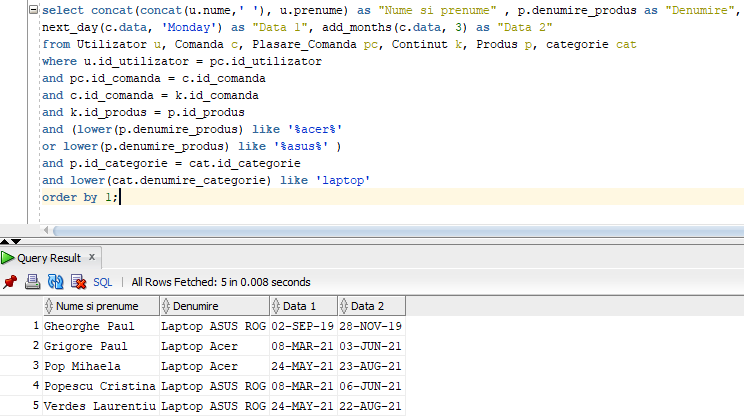 select concat(concat(u.nume,' '), u.prenume) as "Nume si prenume" , p.denumire_produs as "Denumire",
next_day(c.data, 'Monday') as "Data 1", add_months(c.data, 3) as "Data 2"
from Utilizator u, Comanda c, Plasare_Comanda pc, Continut k, Produs p, categorie cat
where u.id_utilizator = pc.id_utilizator
and pc.id_comanda = c.id_comanda
and c.id_comanda = k.id_comanda
and k.id_produs = p.id_produs
and (lower(p.denumire_produs) like '%acer%'
or lower(p.denumire_produs) like '%asus%' )
and p.id_categorie = cat.id_categorie
and lower(cat.denumire_categorie) like 'laptop'
order by 1;
Query Result x
SQL | All Rows Fetched: 5 in 0.008 seconds
Nume si prenume Denumire Data 1 Data 2
1 Gheorghe Paul Laptop ASUS ROG 02-SEP-19 28-NOV-19
2 Grigore Paul Laptop Acer 08-MAR-21 03-JUN-21
3 Pop Mihaela Laptop Acer 24-MAY-21 23-AUG-21
4 Popescu Cristina Laptop ASUS ROG 08-MAR-21 06-JUN-21
5 Verdes Laurentiu Laptop ASUS ROG 24-MAY-21 22-AUG-21